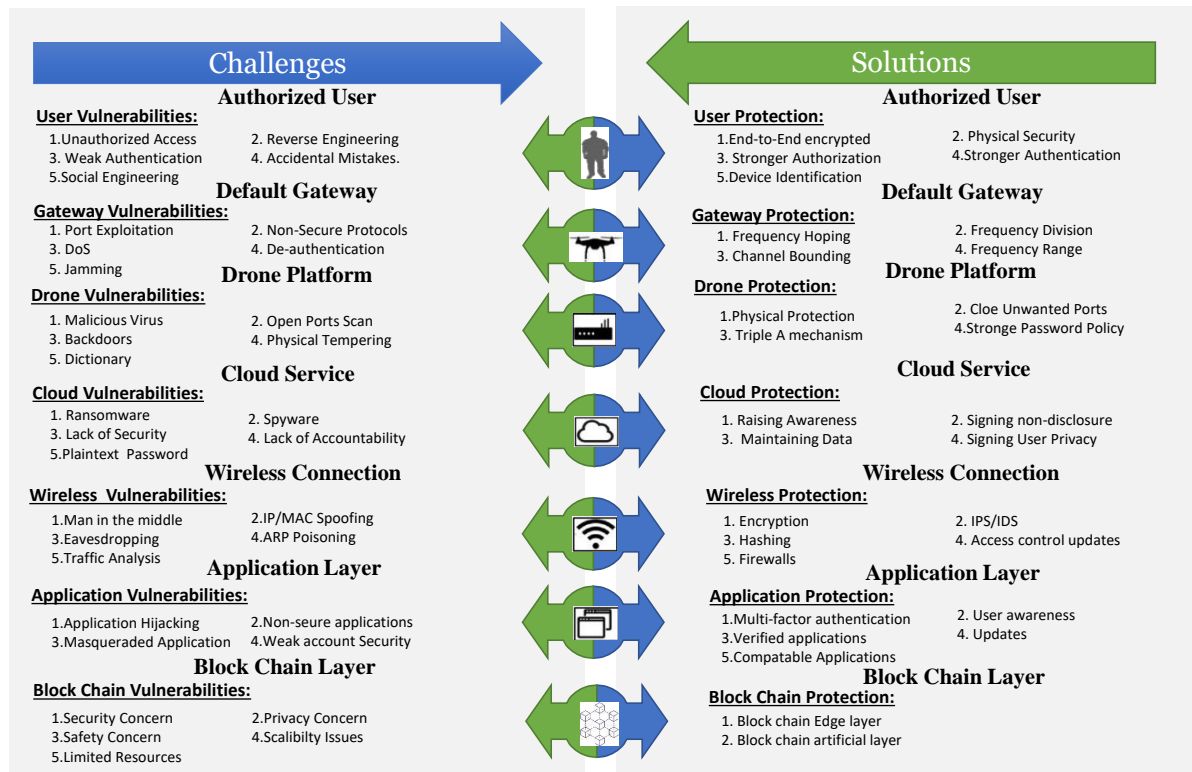 Challenges
Authorized User
User Vulnerabilities:
1.Unauthorized Access
2. Reverse Engineering
3. Weak Authentication
4. Accidental Mistakes.
5.Social Engineering
Default Gateway
Gateway Vulnerabilities:
1. Port Exploitation
2. Non-Secure Protocols
3. DoS
4. De-authentication
5. Jamming
Drone Platform
Drone Vulnerabilities:
1. Malicious Virus
2. Open Ports Scan
3. Backdoors
4. Physical Tempering
5. Dictionary
Cloud Service
Cloud Vulnerabilities:
1. Ransomware
2. Spyware
3. Lack of Security
4. Lack of Accountability
5.Plaintext Password
Wireless Connection
Wireless Vulnerabilities:
1.Man in the middle
2.IP/MAC Spoofing
3.Eavesdropping
4.ARP Poisoning
5.Traffic Analysis
Application Layer
Application Vulnerabilities:
1.Application Hijacking
2.Non-seure applications
3.Masqueraded Application
4.Weak account Security
Block Chain Layer
Block Chain Vulnerabilities:
1.Security Concern
2.Privacy Concern
3.Safety Concern
4.Scalibilty Issues
5.Limited Resources
Solutions
Authorized User
User Protection:
1.End-to-End encrypted
2. Physical Security
3. Stronger Authorization
4.Stronger Authentication
5.Device Identification
Default Gateway
Gateway Protection:
1. Frequency Hoping
2. Frequency Division
3. Channel Bounding
4. Frequency Range
Drone Platform
Drone Protection:
1.Physical Protection
2. Cloe Unwanted Ports
3. Triple A mechanism
4.Stronge Password Policy
Cloud Service
Cloud Protection:
1. Raising Awareness
2. Signing non-disclosure
3. Maintaining Data
4. Signing User Privacy
Wireless Connection
Wireless Protection:
1. Encryption
2. IPS/IDS
3. Hashing
4. Access control updates
5. Firewalls
Application Layer
Application Protection:
1.Multi-factor authentication
2. User awareness
3.Verified applications
4. Updates
5.Compatable Applications
Block Chain Layer
Block Chain Protection:
1. Block chain Edge layer
2. Block chain artificial layer